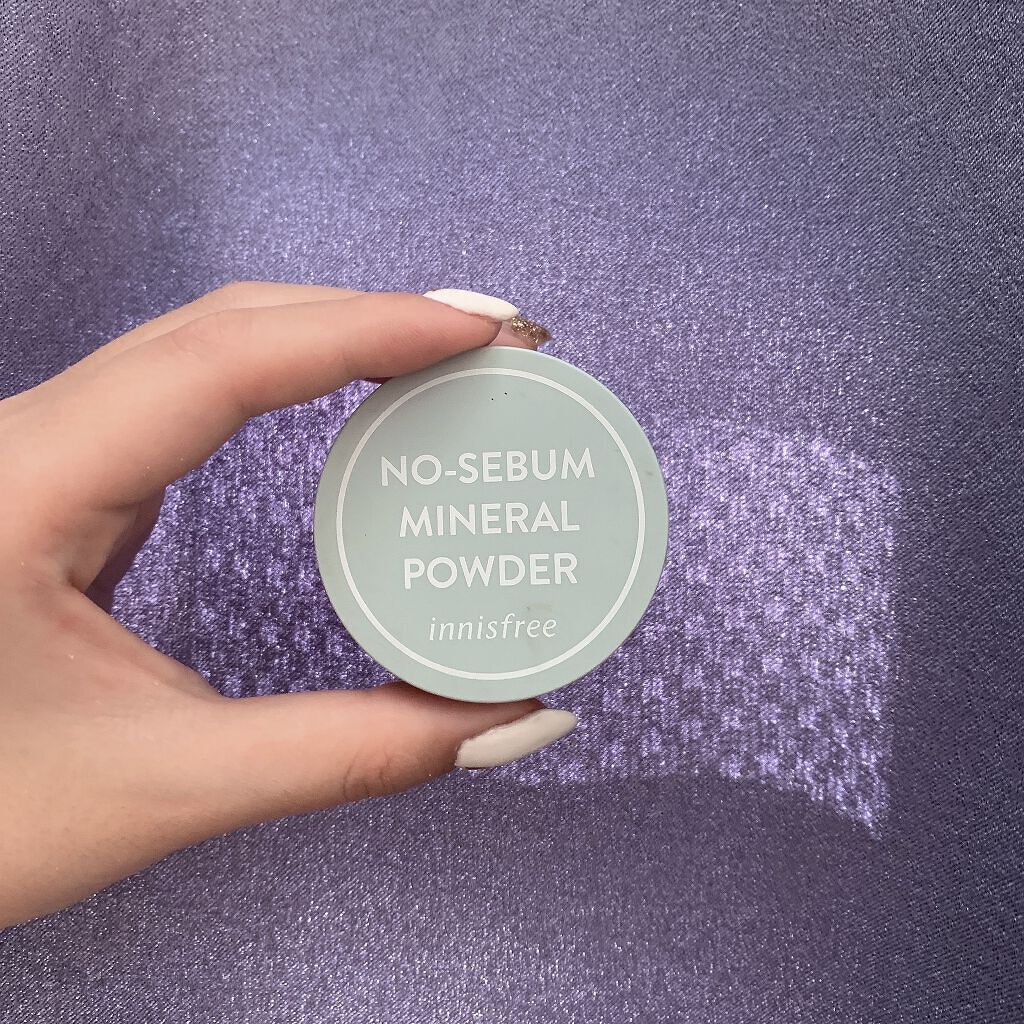 NO-SEBUM
MINERAL
POWDER
innisfree